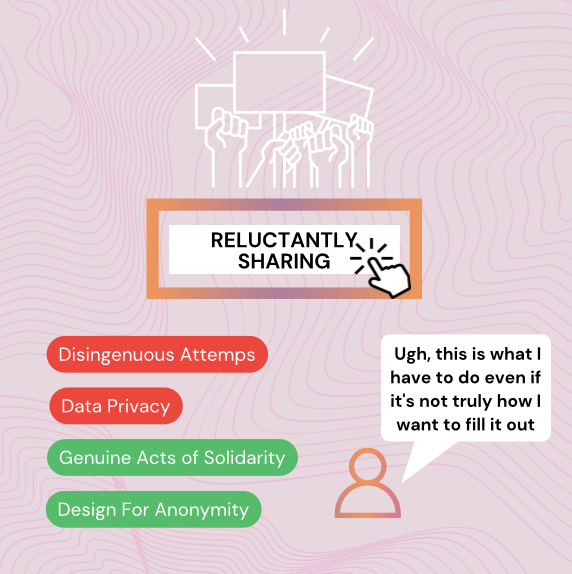 RELUCTANTLY
SHARING
Disingenuous Attemps
Data Privacy
Genuine Acts of Solidarity
Design For Anonymity
Ugh, this is what I
have to do even if
it's not truly how I
want to fill it out